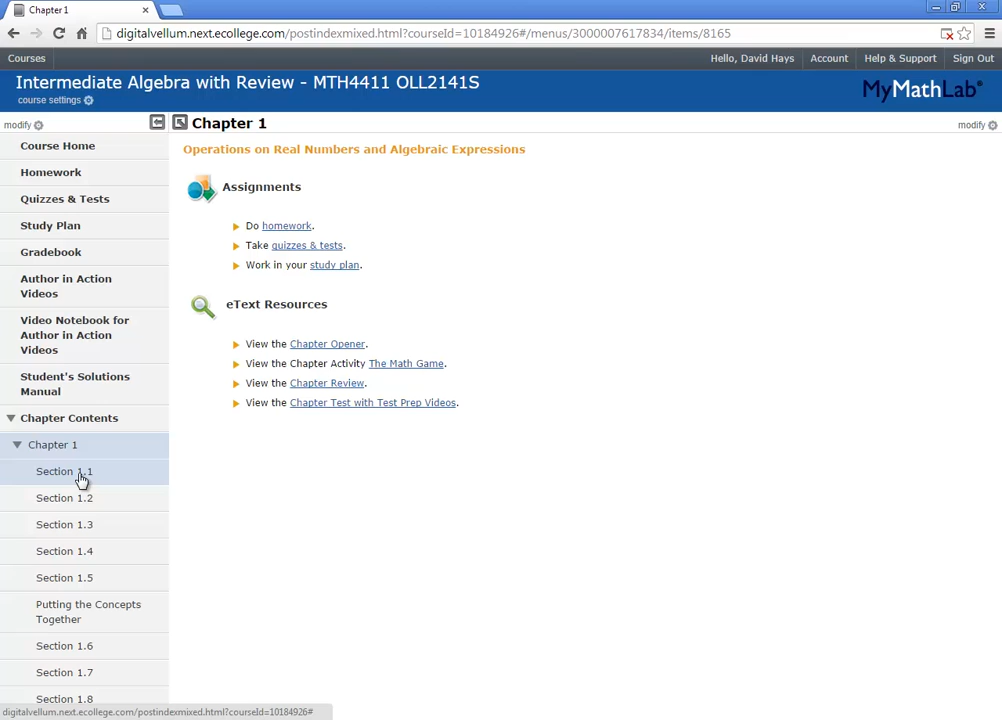 Chapter 1
digitalvellum.next.ecollege.com/postindexmixed.html?courseId=10184926#/menus/3000007617834/items/8165
Courses
Hello, David Hays
Account
Help & Support
Sign Out
Intermediate Algebra with Review - MTH4411 OLL2141S
course settings
MyMathLab
modify
Chapter 1
modify
Course Home
Homework
Quizzes & Tests
Study Plan
Gradebook
Author in Action
Videos
Video Notebook for
Author in Action
Videos
Student's Solutions
Manual
Chapter Contents
Chapter 1
Section 1.1
Section 1.2
Section 1.3
Section 1.4
Section 1.5
Putting the Concepts
Together
Section 1.6
Section 1.7
Section 1.8
Operations on Real Numbers and Algebraic Expressions
Assignments
Do homework.
Take quizzes & tests.
Work in your study plan.
eText Resources
View the Chapter Opener.
View the Chapter Activity The Math Game.
View the Chapter Review.
View the Chapter Test with Test Prep Videos.
digitalvellum.next.ecollege.com/postindexmixed.html?courseId=10184926#